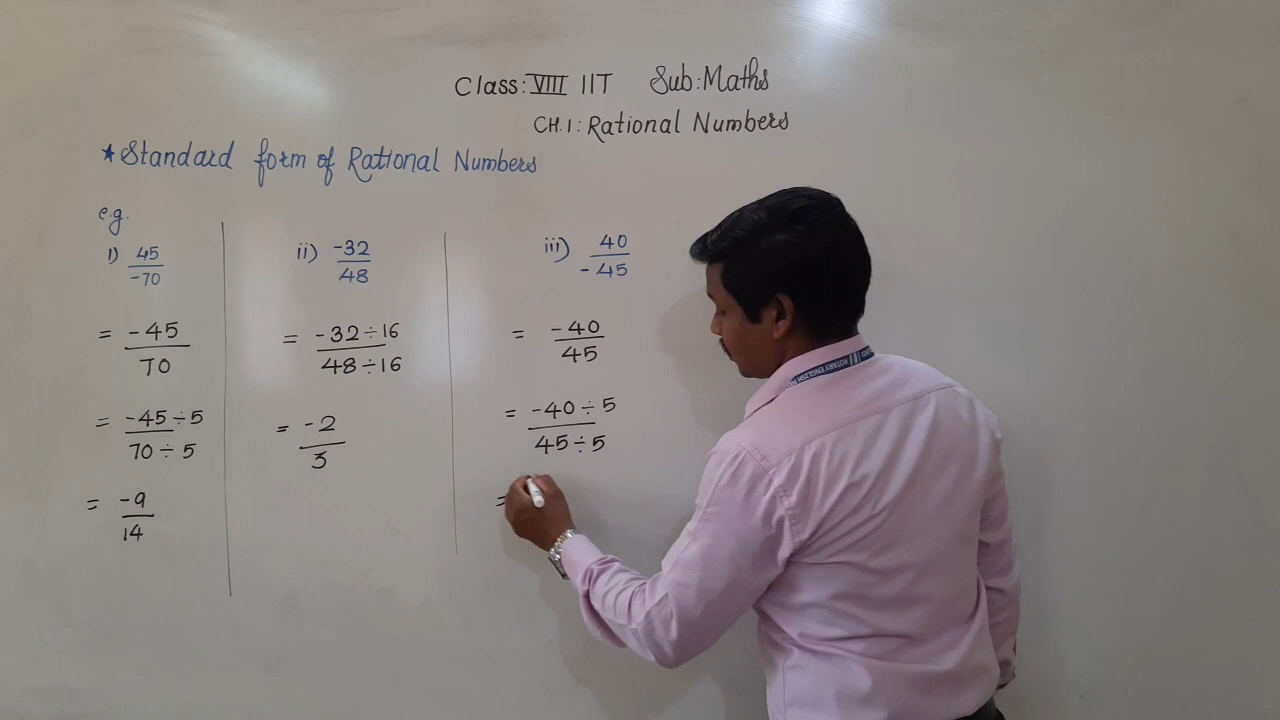 Class: VIII IIT Sub: Maths
CH.1: Rational Numbers
★ Standard form of Rational Numbers
e.g.
i) 45
-70
= -45
70
= -45÷5
70÷5
= -9
14
ii) -32
48
= -32÷16
48÷16
= -2
3
iii) 40
-45
= -40
45
= -40÷5
45÷5
=
ROTARY ENGLISH